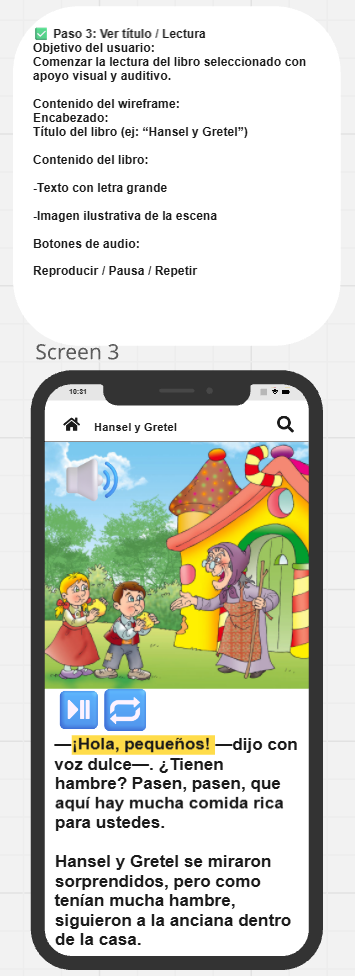 ✅ Paso 3: Ver título / Lectura
Objetivo del usuario:
Comenzar la lectura del libro seleccionado con
apoyo visual y auditivo.
Contenido del wireframe:
Encabezado:
Título del libro (ej: “Hansel y Gretel”)
Contenido del libro:
-Texto con letra grande
-Imagen ilustrativa de la escena
Botones de audio:
Reproducir / Pausa / Repetir
Screen 3
10:31
Hansel y Gretel
—¡Hola, pequeños! —dijo con
voz dulce—. ¿Tienen
hambre? Pasen, pasen, que
aquí hay mucha comida rica
para ustedes.
Hansel y Gretel se miraron
sorprendidos, pero como
tenían mucha hambre,
siguieron a la anciana dentro
de la casa.